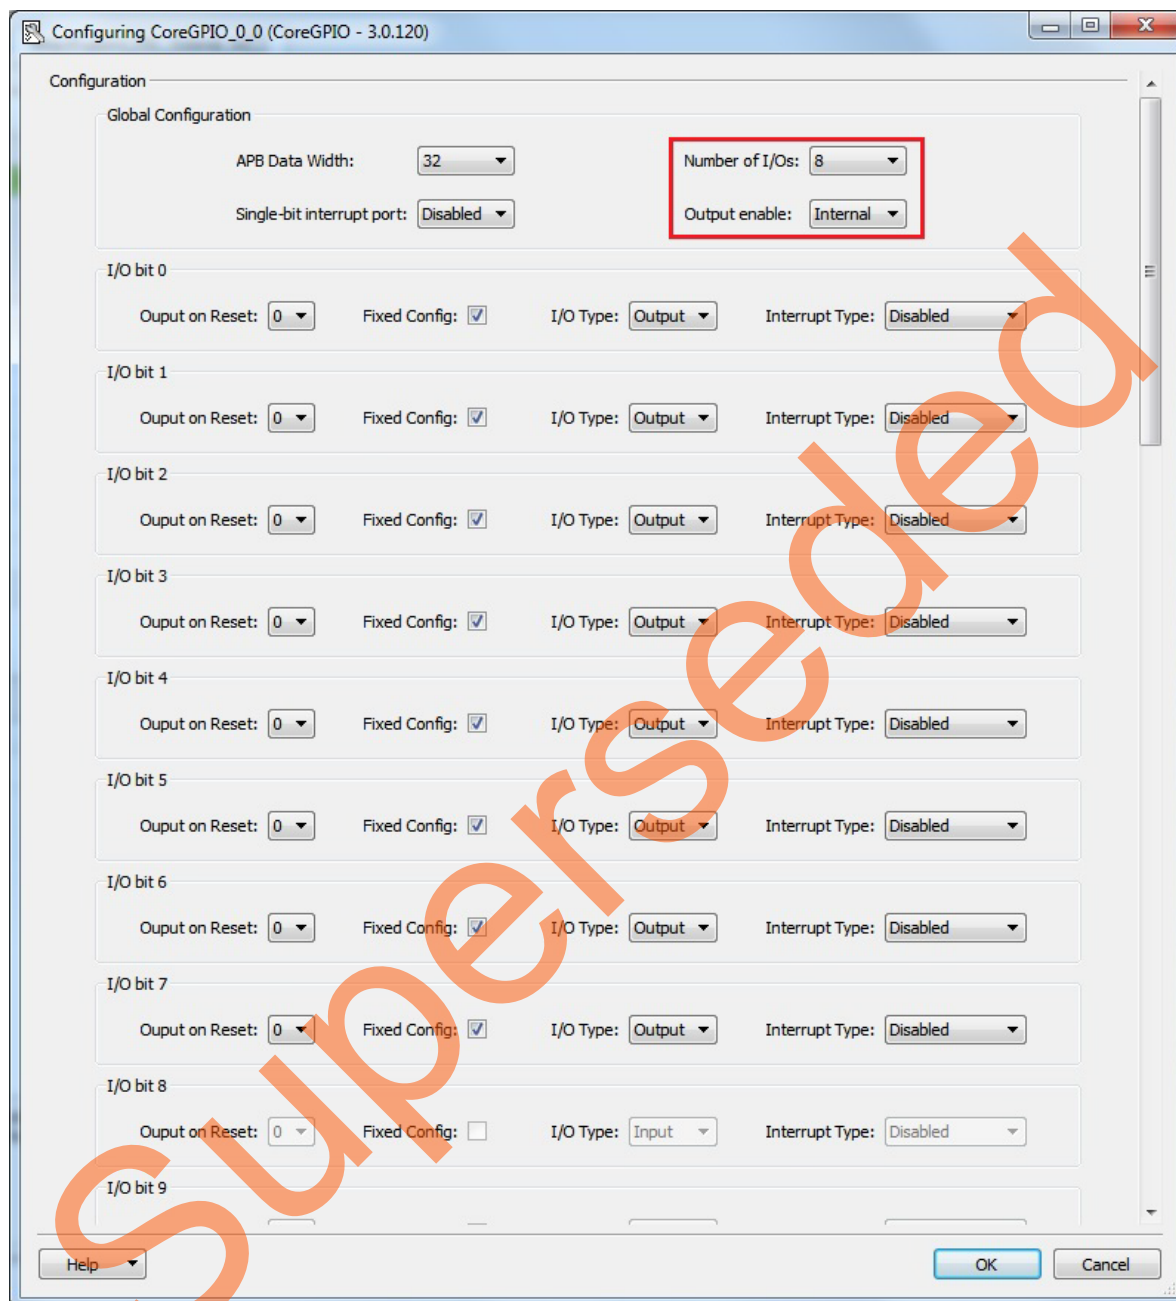 Configuring CoreGPIO_0_0 (CoreGPIO - 3.0.120)
Configuration
Global Configuration
APB Data Width: 32 Number of I/Os: 8
Single-bit interrupt port: Disabled Output enable: Internal
I/O bit 0
Ouput on Reset: 0 Fixed Config: I/O Type: Output Interrupt Type: Disabled
I/O bit 1
Ouput on Reset: 0 Fixed Config: I/O Type: Output Interrupt Type: Disabled
I/O bit 2
Ouput on Reset: 0 Fixed Config: I/O Type: Output Interrupt Type: Disabled
I/O bit 3
Ouput on Reset: 0 Fixed Config: I/O Type: Output Interrupt Type: Disabled
I/O bit 4
Ouput on Reset: 0 Fixed Config: I/O Type: Output Interrupt Type: Disabled
I/O bit 5
Ouput on Reset: 0 Fixed Config: I/O Type: Output Interrupt Type: Disabled
I/O bit 6
Ouput on Reset: 0 Fixed Config: I/O Type: Output Interrupt Type: Disabled
I/O bit 7
Ouput on Reset: 0 Fixed Config: I/O Type: Output Interrupt Type: Disabled
I/O bit 8
Ouput on Reset: 0 Fixed Config: I/O Type: Input Interrupt Type: Disabled
I/O bit 9
Help OK Cancel
Superseded